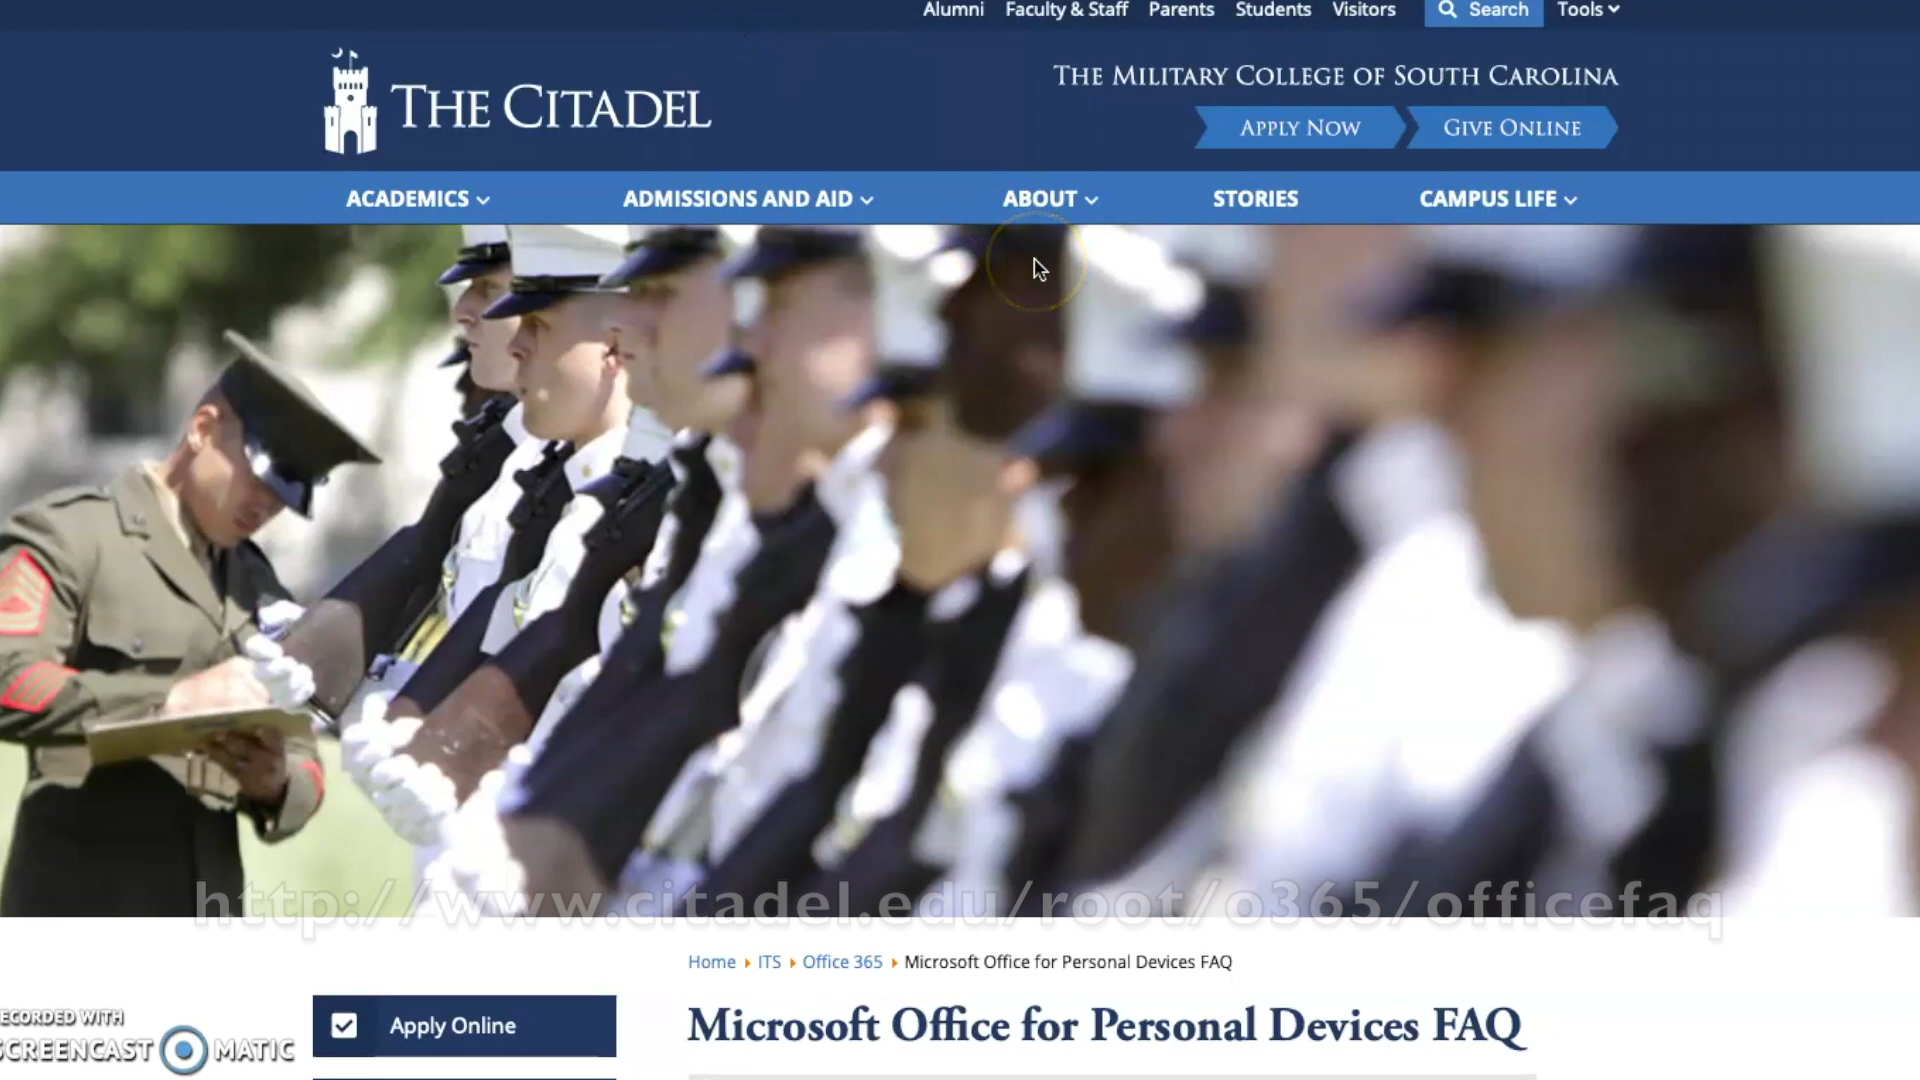 Alumni Faculty & Staff Parents Students Visitors Search Tools
THE CITADEL
THE MILITARY COLLEGE OF SOUTH CAROLINA
APPLY NOW GIVE ONLINE
ACADEMICS ADMISSIONS AND AID ABOUT STORIES CAMPUS LIFE
http://www.citadel.edu/root/o365/officefaq
Home ITS Office 365 Microsoft Office for Personal Devices FAQ
Apply Online
Microsoft Office for Personal Devices FAQ
ECORDED WITH
SCREENCAST MATIC